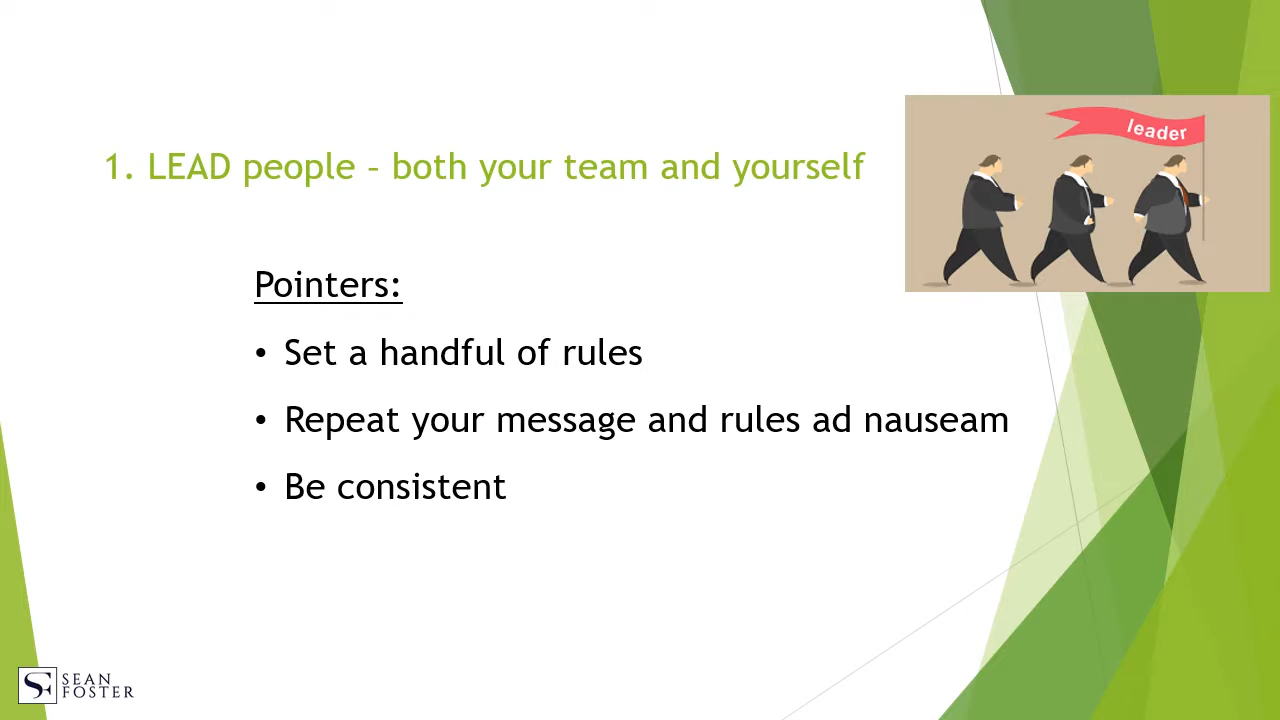 leader
1. LEAD people – both your team and yourself
Pointers:
• Set a handful of rules
• Repeat your message and rules ad nauseam
• Be consistent
SF SEAN
FOSTER